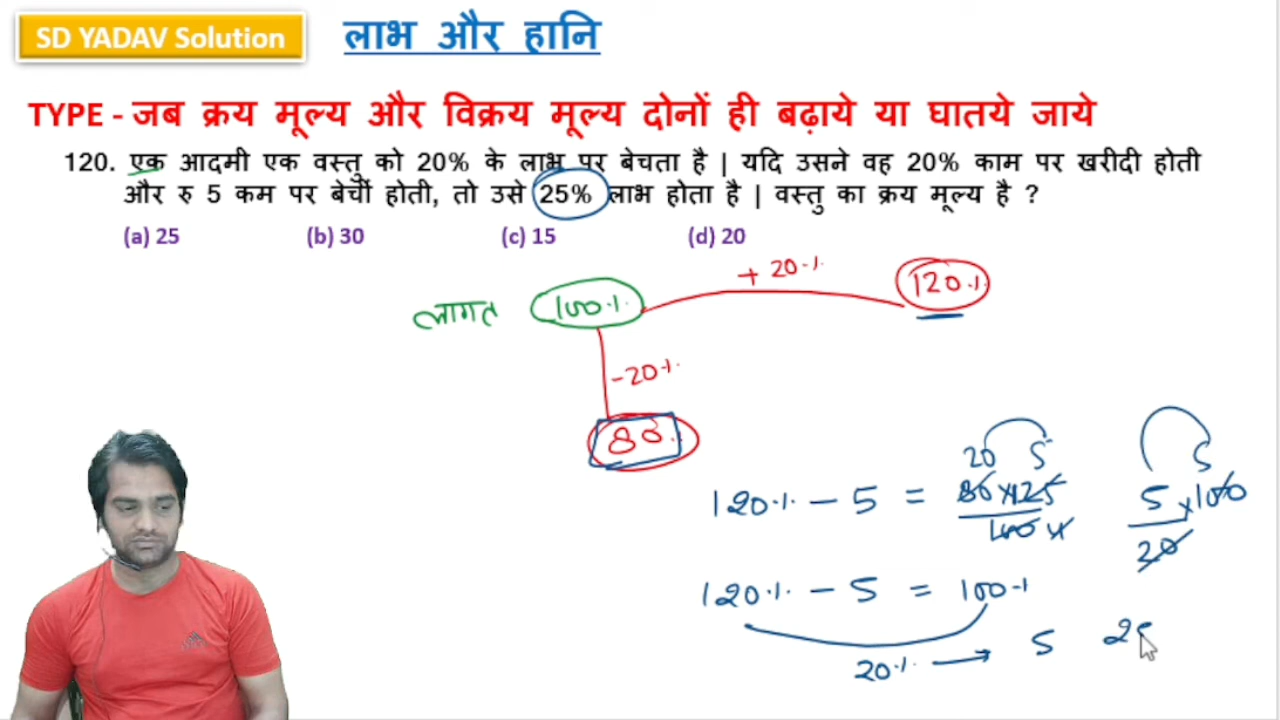 SD YADAV Solution
लाभ और हानि
TYPE - जब क्रय मूल्य और विक्रय मूल्य दोनों ही बढ़ाये या घातये जाये
120. एक आदमी एक वस्तु को 20% के लाभ पर बेचता है | यदि उसने वह 20% काम पर खरीदी होती
और रु 5 कम पर बेचीं होती, तो उसे 25% लाभ होता है | वस्तु का क्रय मूल्य है ?
(a) 25 (b) 30 (c) 15 (d) 20
+ 20%
लागत 100% 120%
-20%
80%
20 5 5
120% - 5 = 80×125 5×100
100× 20
120% - 5 = 100%
20% → 5 25